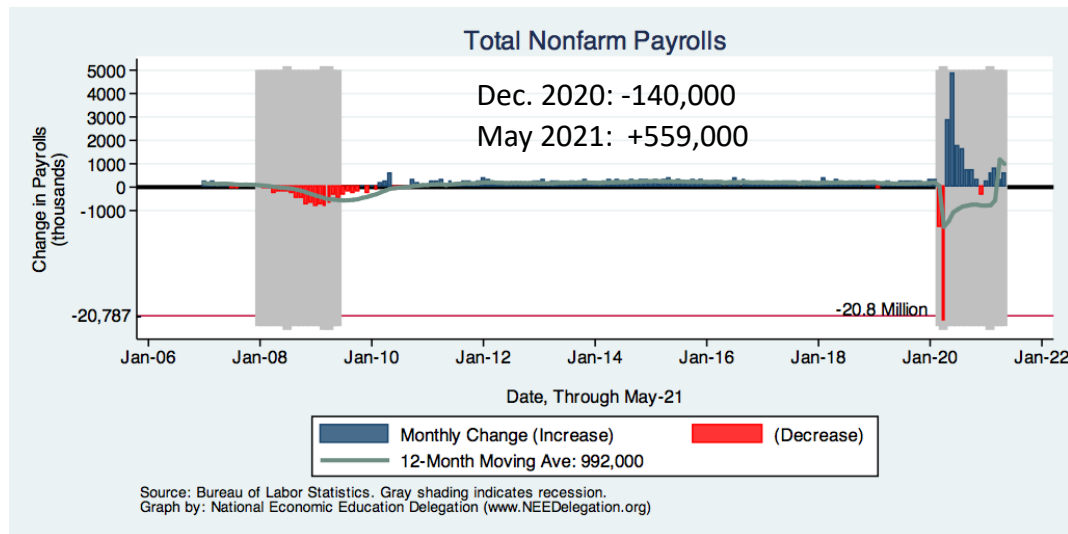 Total Nonfarm Payrolls
Dec. 2020: -140,000
May 2021: +559,000
Change in Payrolls
(thousands)
5000
4000
3000
2000
1000
0
-1000
-20,787
-20.8 Million
Jan-06 Jan-08 Jan-10 Jan-12 Jan-14 Jan-16 Jan-18 Jan-20 Jan-22
Date, Through May-21
Monthly Change (Increase) (Decrease)
12-Month Moving Ave: 992,000
Source: Bureau of Labor Statistics. Gray shading indicates recession.
Graph by: National Economic Education Delegation (www.NEEDelegation.org)